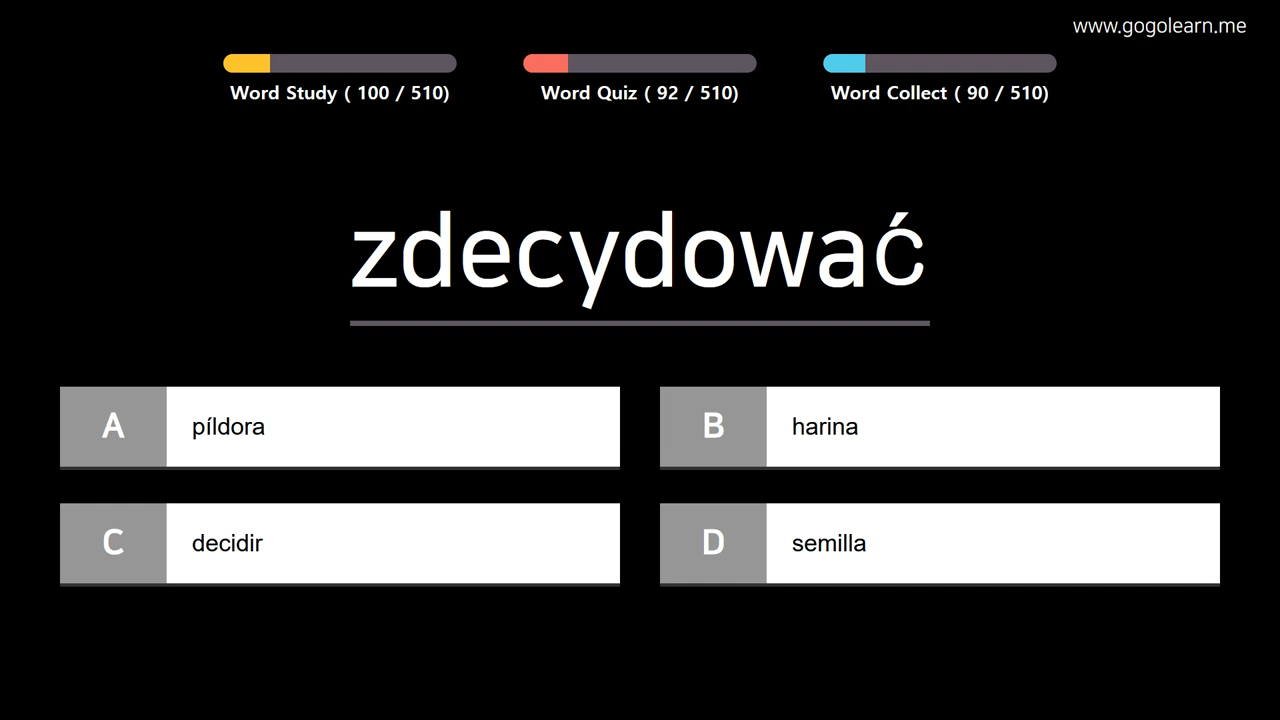 www.gogolearn.me
Word Study ( 100 / 510)
Word Quiz ( 92 / 510)
Word Collect ( 90 / 510)
zdecydować
A píldora
B harina
C decidir
D semilla